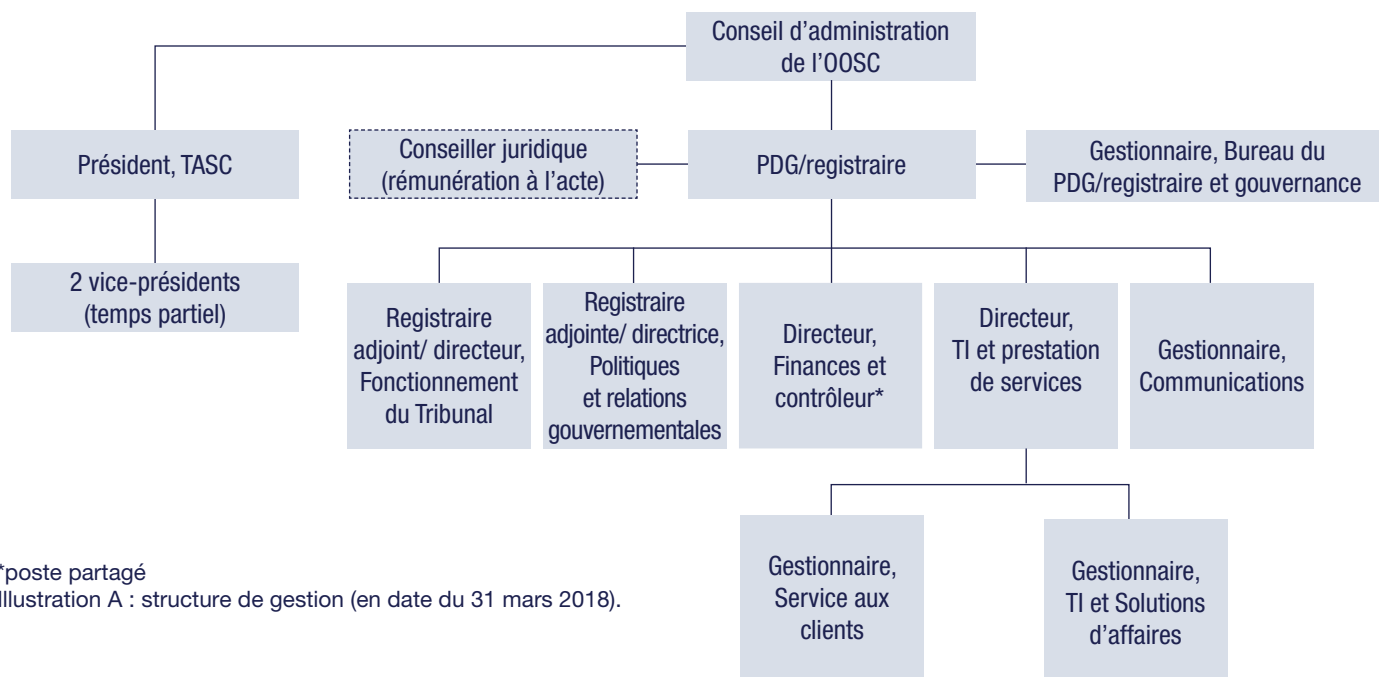 Conseil d’administration
de l’OOSC
Président, TASC
Conseiller juridique
(rémunération à l’acte)
PDG/registraire
Gestionnaire, Bureau du
PDG/registraire et gouvernance
2 vice-présidents
(temps partiel)
Registraire
adjoint/ directeur,
Fonctionnement
du Tribunal
Registraire
adjointe/ directrice,
Politiques
et relations
gouvernementales
Directeur,
Finances et
contrôleur*
Directeur,
TI et prestation
de services
Gestionnaire,
Communications
Gestionnaire,
Service aux
clients
Gestionnaire,
TI et Solutions
d’affaires
*poste partagé
Illustration A : structure de gestion (en date du 31 mars 2018).